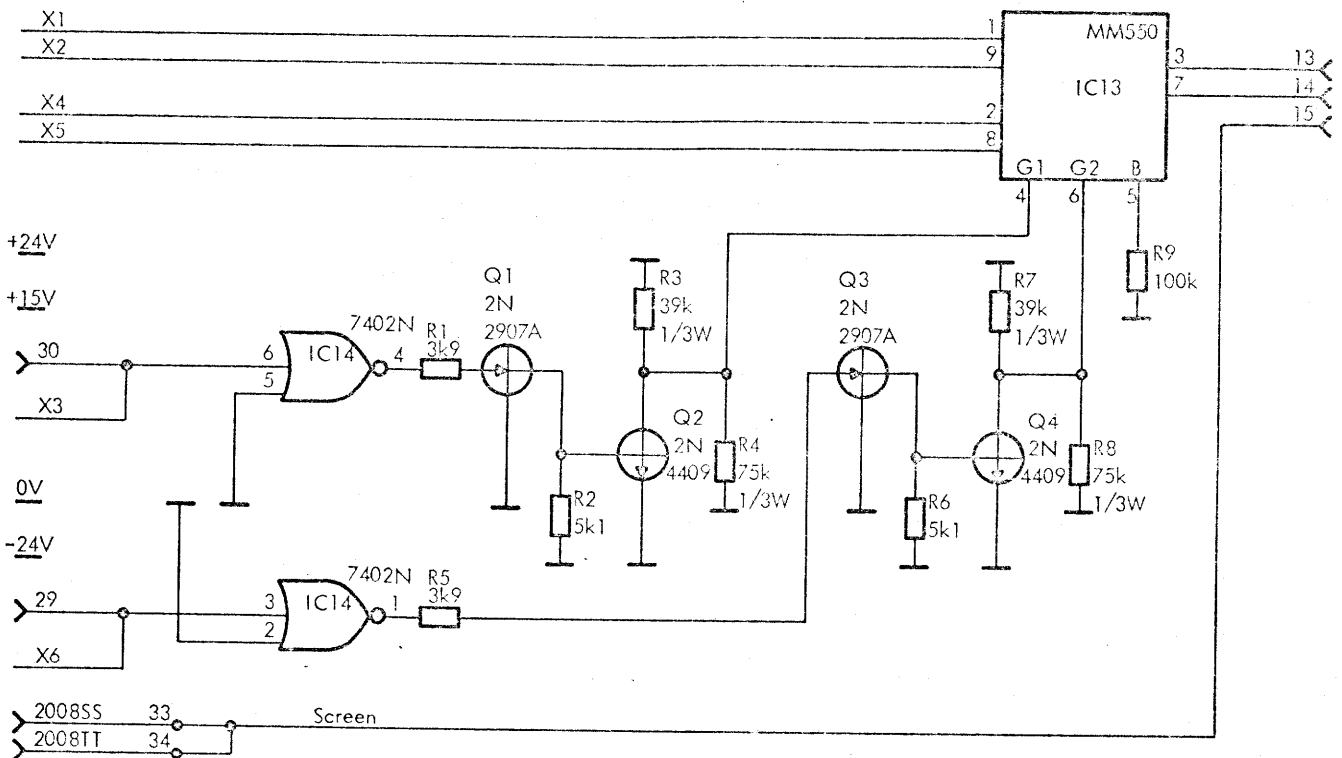 X1
X2
X4
X5
1
9
2
8
MM550
IC13
3
7
13
14
15
G1
G2
B
4
6
5
R9
100k
+24V
+15V
30
X3
6
5
7402N
IC14
4
R1
3k9
Q1
2N
2907A
R3
39k
1/3W
Q2
2N
4409
R4
75k
1/3W
R2
5k1
Q3
2N
2907A
R7
39k
1/3W
Q4
2N
4409
R8
75k
1/3W
R6
5k1
0V
-24V
29
X6
3
2
7402N
IC14
1
R5
3k9
2008SS 33
2008TT 34
Screen